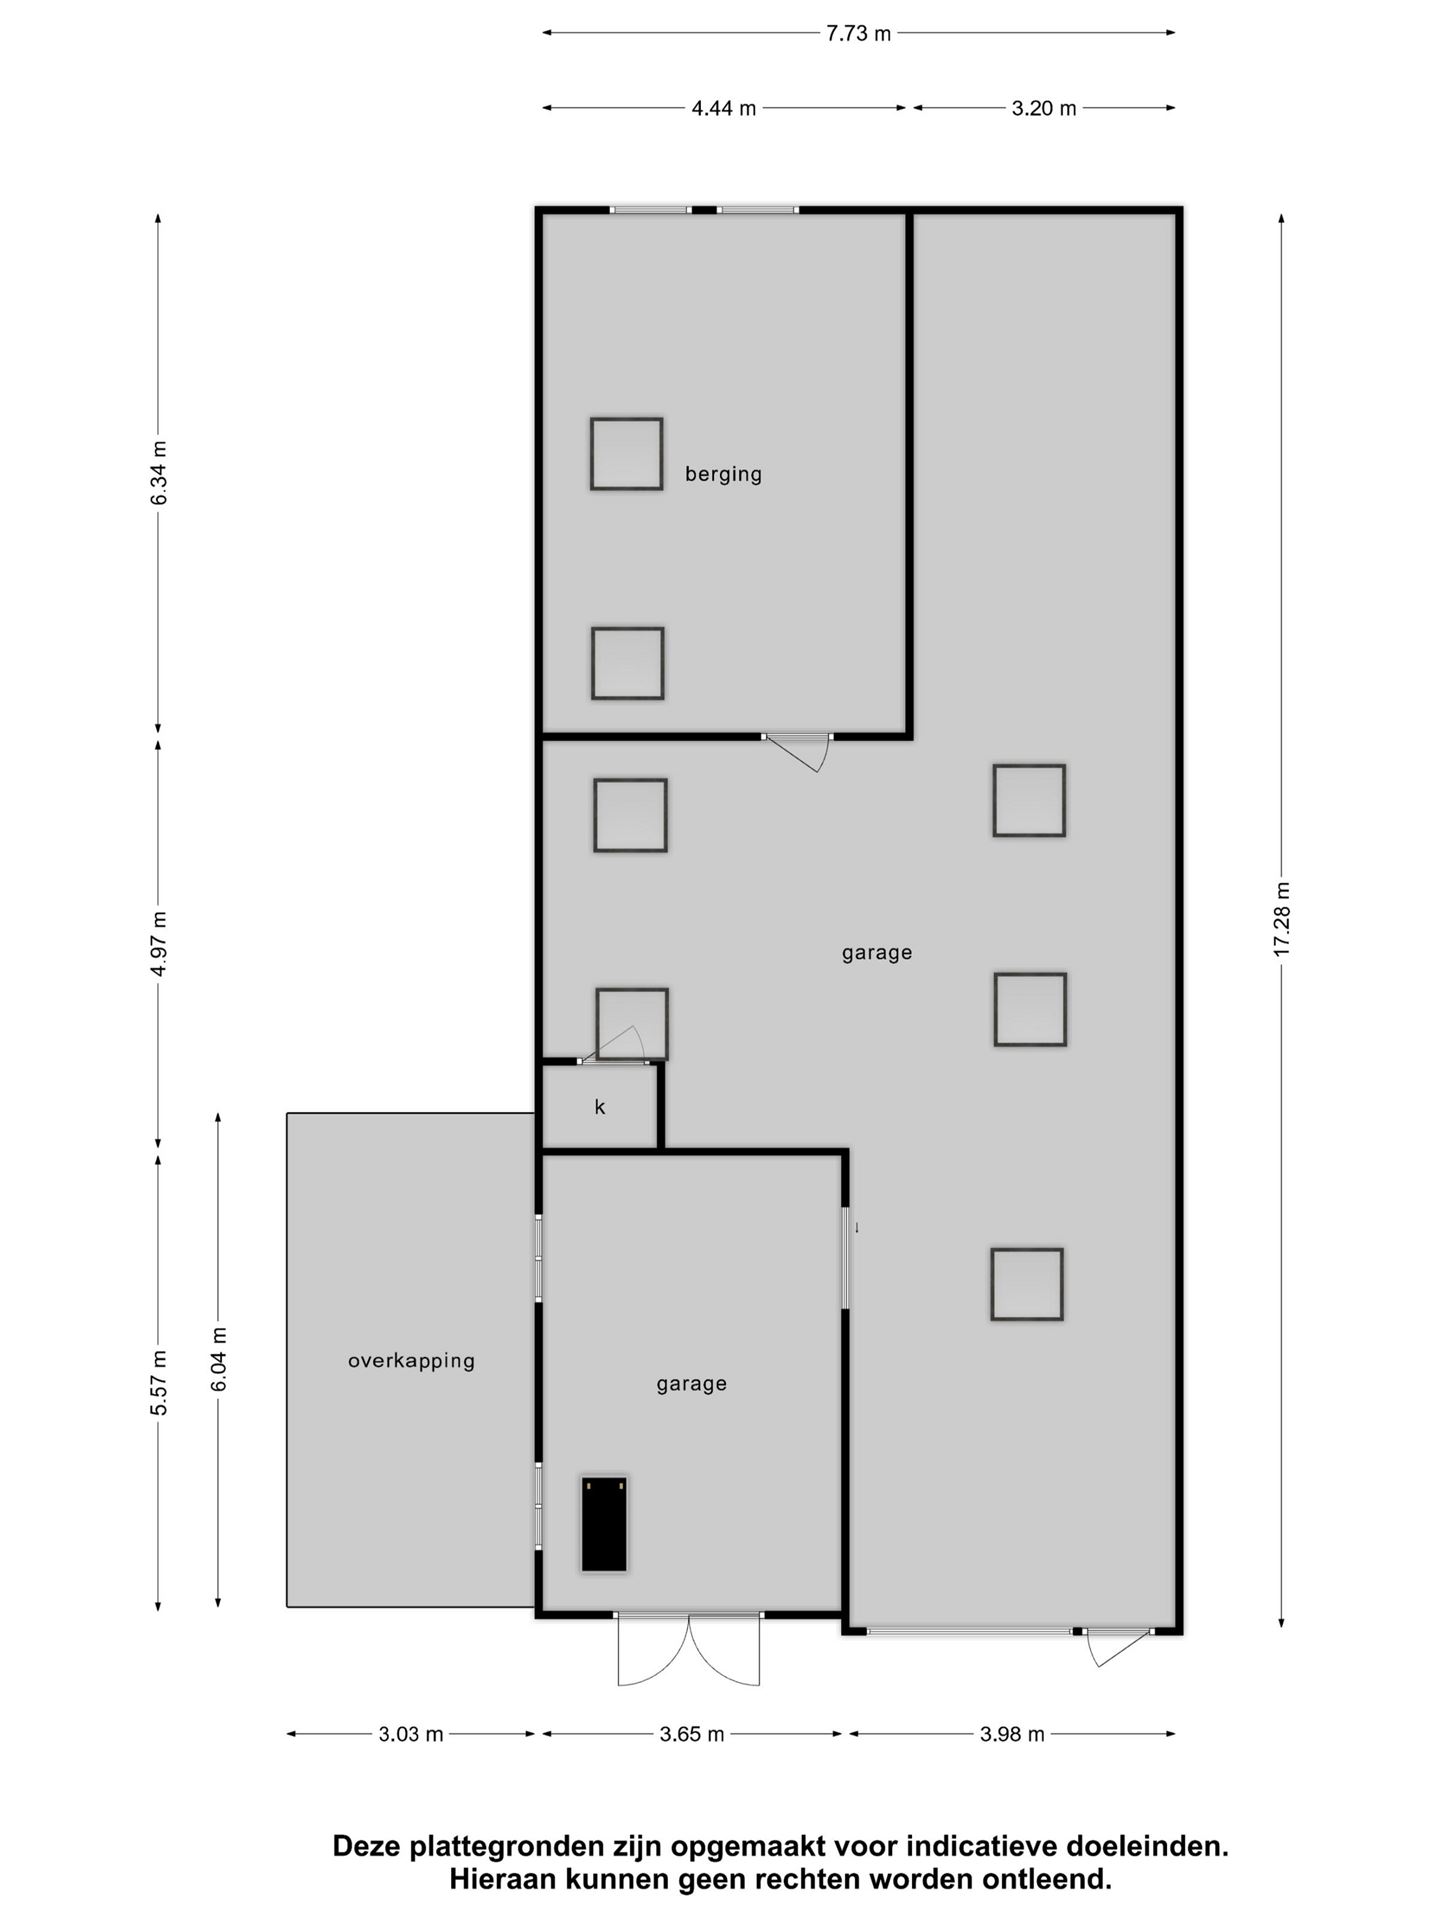 7.73 m
4.44 m
3.20 m
berging
6.34 m
17.28 m
4.97 m
garage
k
overkapping
6.04 m
5.57 m
garage
3.03 m
3.65 m
3.98 m
Deze plattegronden zijn opgemaakt voor indicatieve doeleinden.
Hieraan kunnen geen rechten worden ontleend.